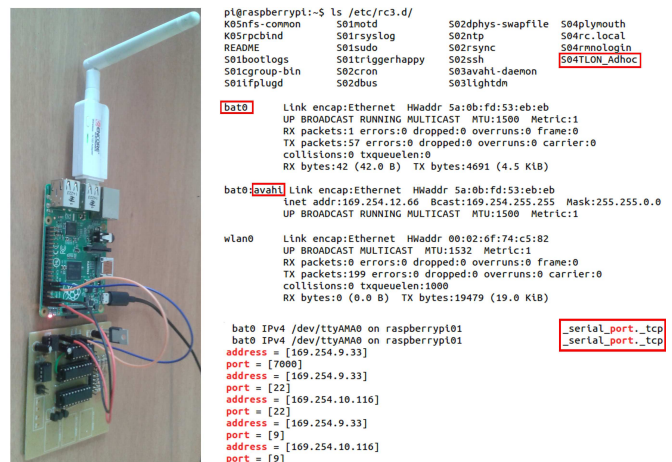 pi@raspberrypi:~$ ls /etc/rc3.d/
K05nfs-common S01motd S02dphys-swapfile S04plymouth
K05rpcbind S01rsyslog S02ntp S04rc.local
README S01sudo S02rsync S04rmnologin
S01bootlogs S01triggerhappy S02ssh S04TLON_Adhoc
S01cgroup-bin S02cron S03avahi-daemon
S01ifplugd S02dbus S03lightdm
bat0 Link encap:Ethernet HWaddr 5a:0b:fd:53:eb:eb
UP BROADCAST RUNNING MULTICAST MTU:1500 Metric:1
RX packets:1 errors:0 dropped:0 overruns:0 frame:0
TX packets:57 errors:0 dropped:0 overruns:0 carrier:0
collisions:0 txqueuelen:0
RX bytes:42 (42.0 B) TX bytes:4691 (4.5 KiB)
bat0:avahi Link encap:Ethernet HWaddr 5a:0b:fd:53:eb:eb
inet addr:169.254.12.66 Bcast:169.254.255.255 Mask:255.255.0.0
UP BROADCAST RUNNING MULTICAST MTU:1500 Metric:1
wlan0 Link encap:Ethernet HWaddr 00:02:6f:74:c5:82
UP BROADCAST MULTICAST MTU:1532 Metric:1
RX packets:0 errors:0 dropped:0 overruns:0 frame:0
TX packets:199 errors:0 dropped:0 overruns:0 carrier:0
collisions:0 txqueuelen:1000
RX bytes:0 (0.0 B) TX bytes:19479 (19.0 KiB)
bat0 IPv4 /dev/ttyAMA0 on raspberrypi01 _serial_port._tcp
bat0 IPv4 /dev/ttyAMA0 on raspberrypi01 _serial_port._tcp
address = [169.254.9.33]
port = [7000]
address = [169.254.9.33]
port = [22]
address = [169.254.10.116]
port = [22]
address = [169.254.9.33]
port = [9]
address = [169.254.10.116]
port = [9]